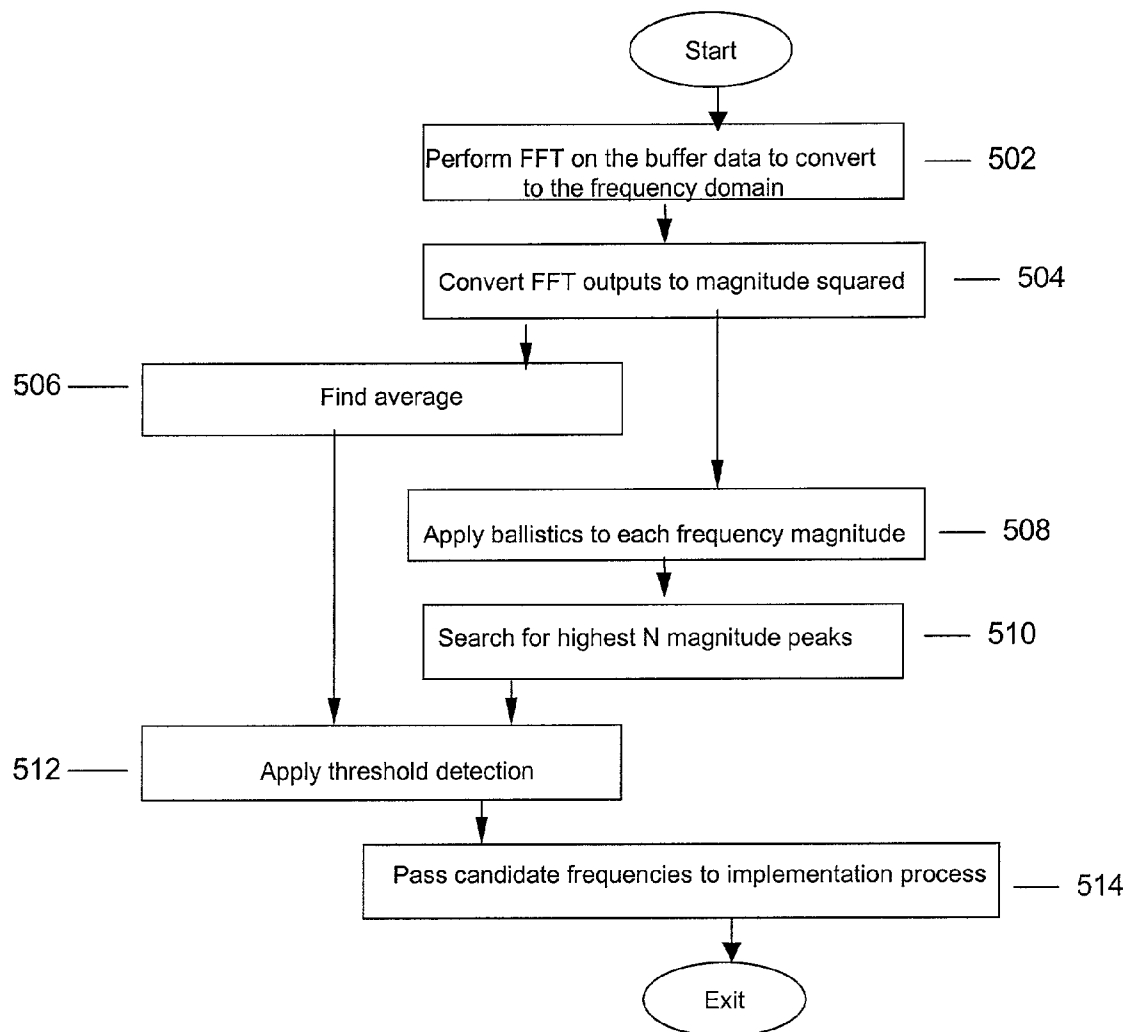 Start
Perform FFT on the buffer data to convert
to the frequency domain
502
Convert FFT outputs to magnitude squared
504
506
Find average
Apply ballistics to each frequency magnitude
508
Search for highest N magnitude peaks
510
512
Apply threshold detection
Pass candidate frequencies to implementation process
514
Exit